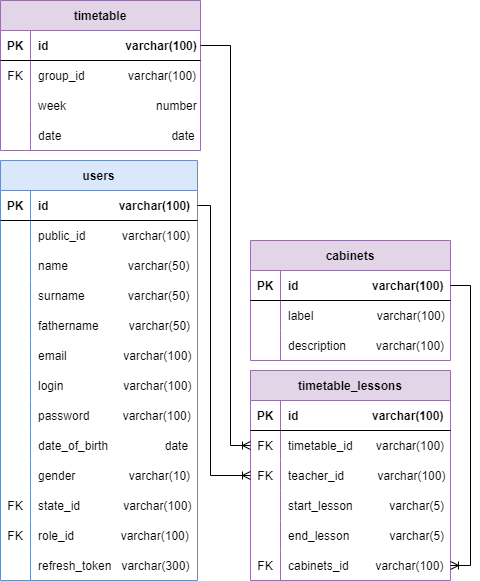 timetable
PK id varchar(100)
FK group_id varchar(100)
week number
date date
users
PK id varchar(100)
public_id varchar(100)
name varchar(50)
surname varchar(50)
fathername varchar(50)
email varchar(100)
login varchar(100)
password varchar(100)
date_of_birth date
gender varchar(10)
FK state_id varchar(100)
FK role_id varchar(100)
refresh_token varchar(300)
cabinets
PK id varchar(100)
label varchar(100)
description varchar(100)
timetable_lessons
PK id varchar(100)
FK timetable_id varchar(100)
FK teacher_id varchar(100)
start_lesson varchar(5)
end_lesson varchar(5)
FK cabinets_id varchar(100)